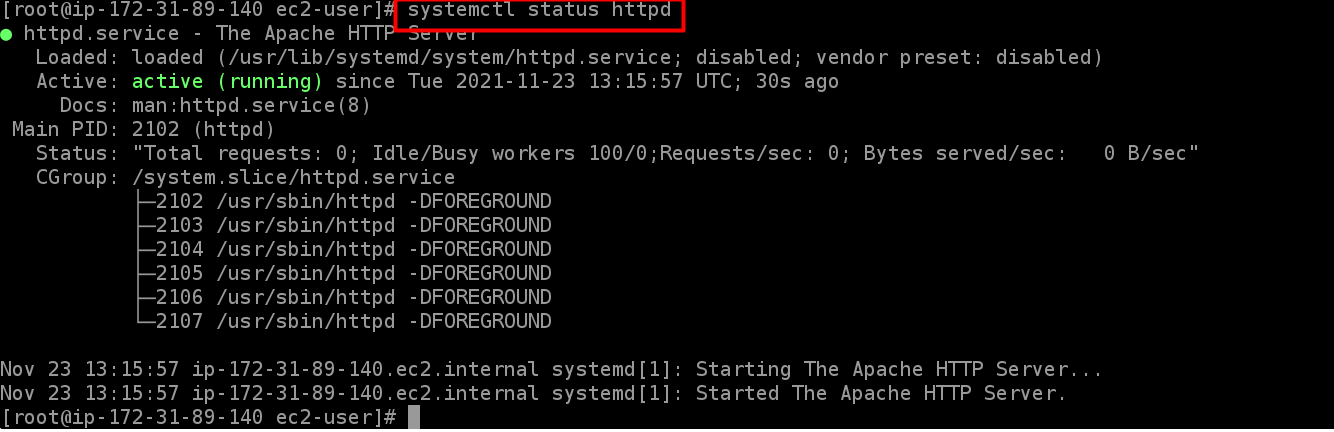 [root@ip-172-31-89-140 ec2-user]# systemctl status httpd
● httpd.service - The Apache HTTP Server
   Loaded: loaded (/usr/lib/systemd/system/httpd.service; disabled; vendor preset: disabled)
   Active: active (running) since Tue 2021-11-23 13:15:57 UTC; 30s ago
     Docs: man:httpd.service(8)
 Main PID: 2102 (httpd)
   Status: "Total requests: 0; Idle/Busy workers 100/0;Requests/sec: 0; Bytes served/sec:   0 B/sec"
   CGroup: /system.slice/httpd.service
           ├─2102 /usr/sbin/httpd -DFOREGROUND
           ├─2103 /usr/sbin/httpd -DFOREGROUND
           ├─2104 /usr/sbin/httpd -DFOREGROUND
           ├─2105 /usr/sbin/httpd -DFOREGROUND
           ├─2106 /usr/sbin/httpd -DFOREGROUND
           └─2107 /usr/sbin/httpd -DFOREGROUND
Nov 23 13:15:57 ip-172-31-89-140.ec2.internal systemd[1]: Starting The Apache HTTP Server...
Nov 23 13:15:57 ip-172-31-89-140.ec2.internal systemd[1]: Started The Apache HTTP Server.
[root@ip-172-31-89-140 ec2-user]#